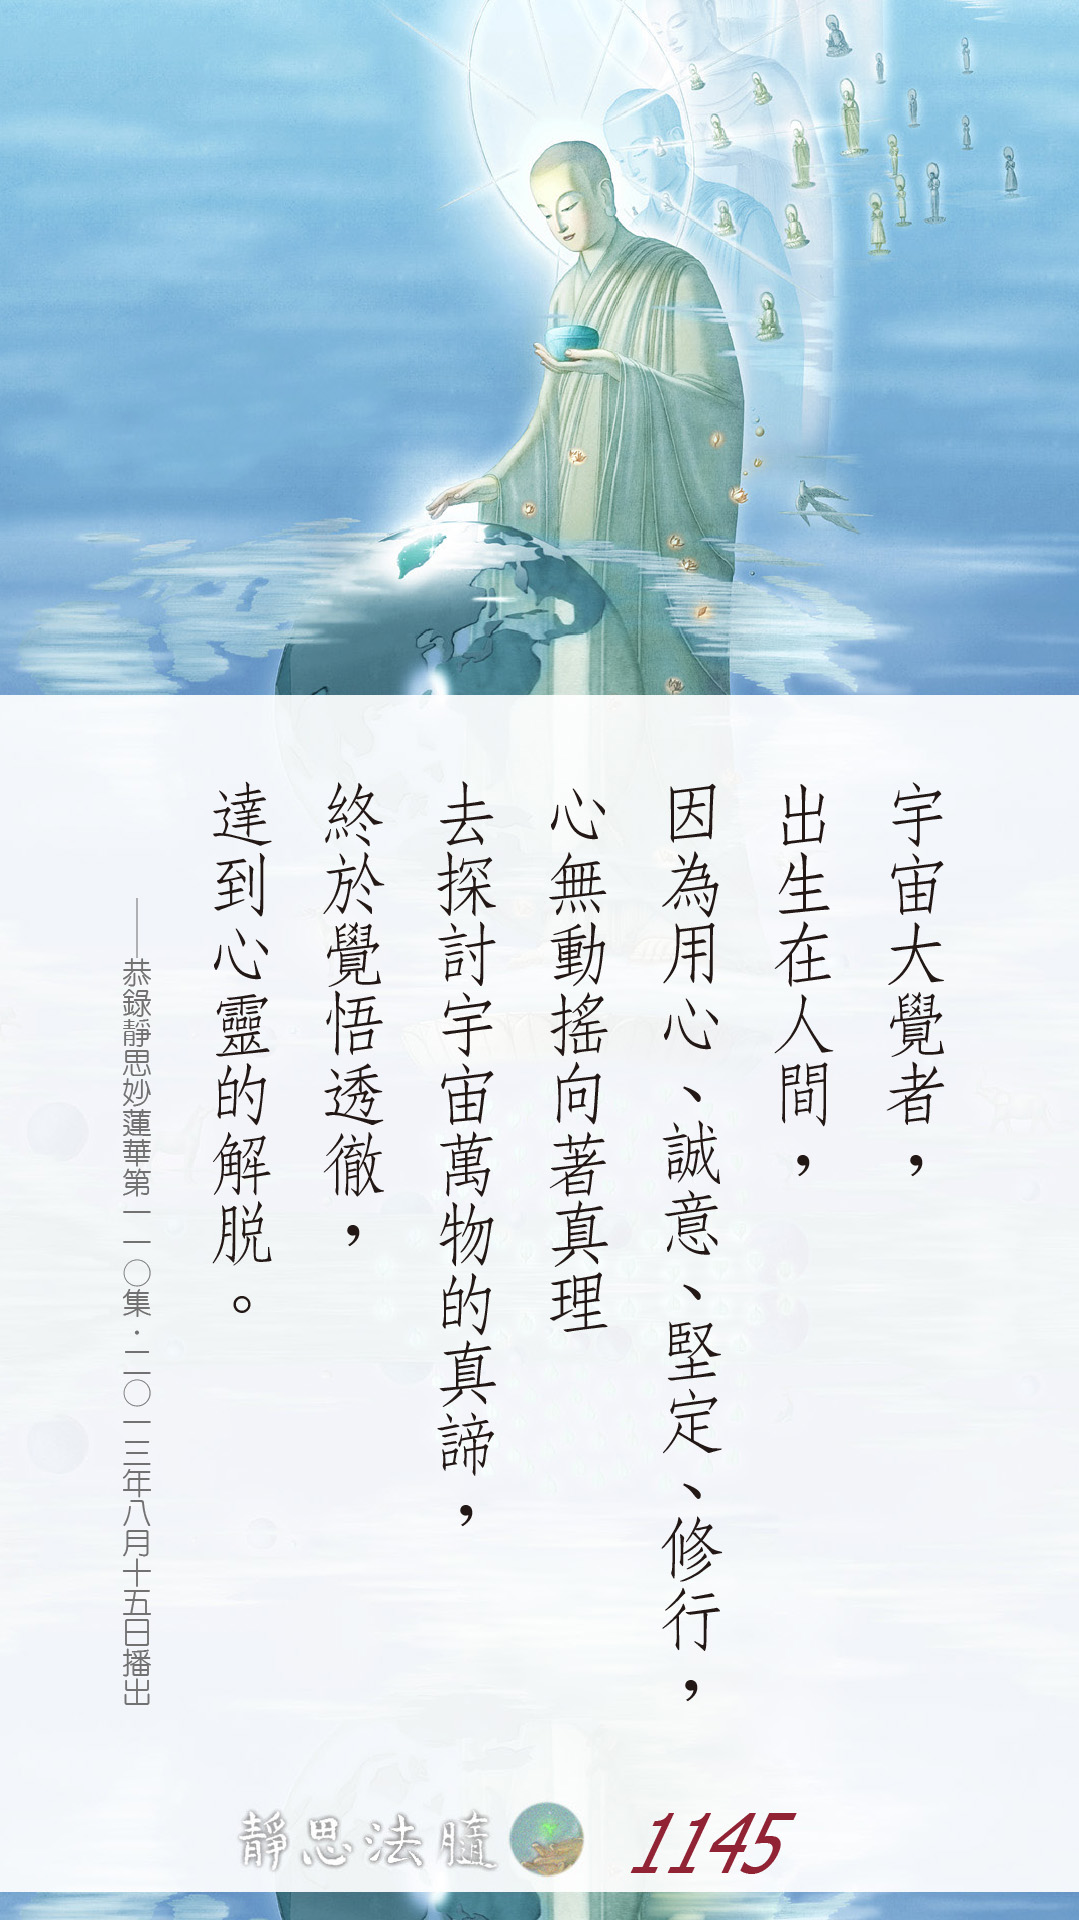 宇宙大覺者，
出生在人間，
因為用心、誠意、堅定、修行，
心無動搖向著真理
去探討宇宙萬物的真諦，
終於覺悟透徹，
達到心靈的解脱。
——恭錄靜思妙蓮華第一一〇集．二〇一三年八月十五日播出
靜思法髓
1145